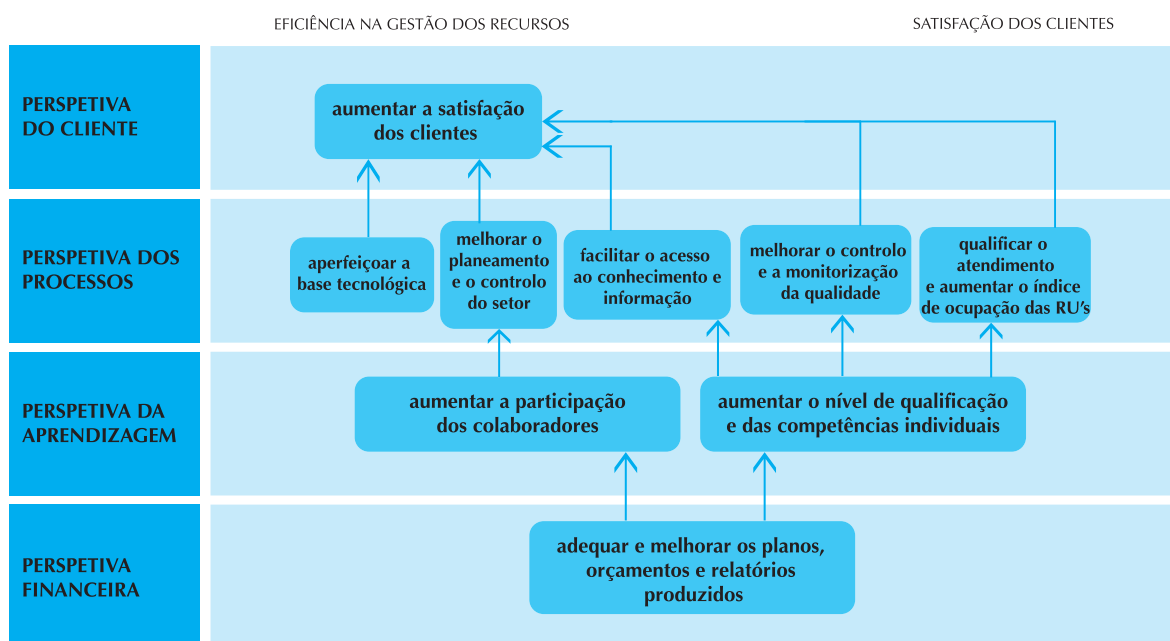 EFICIÊNCIA NA GESTÃO DOS RECURSOS
SATISFAÇÃO DOS CLIENTES
PERSPETIVA
DO CLIENTE
aumentar a satisfação
dos clientes
PERSPETIVA DOS
PROCESSOS
aperfeiçoar a
base tecnológica
melhorar o
planeamento
e o controlo
do setor
facilitar o acesso
ao conhecimento e
informação
melhorar o controlo
e a monitorização
da qualidade
qualificar o
atendimento
e aumentar o índice
de ocupação das RU's
PERSPETIVA DA
APRENDIZAGEM
aumentar a participação
dos colaboradores
aumentar o nível de qualificação
e das competências individuais
PERSPETIVA
FINANCEIRA
adequar e melhorar os planos,
orçamentos e relatórios
produzidos